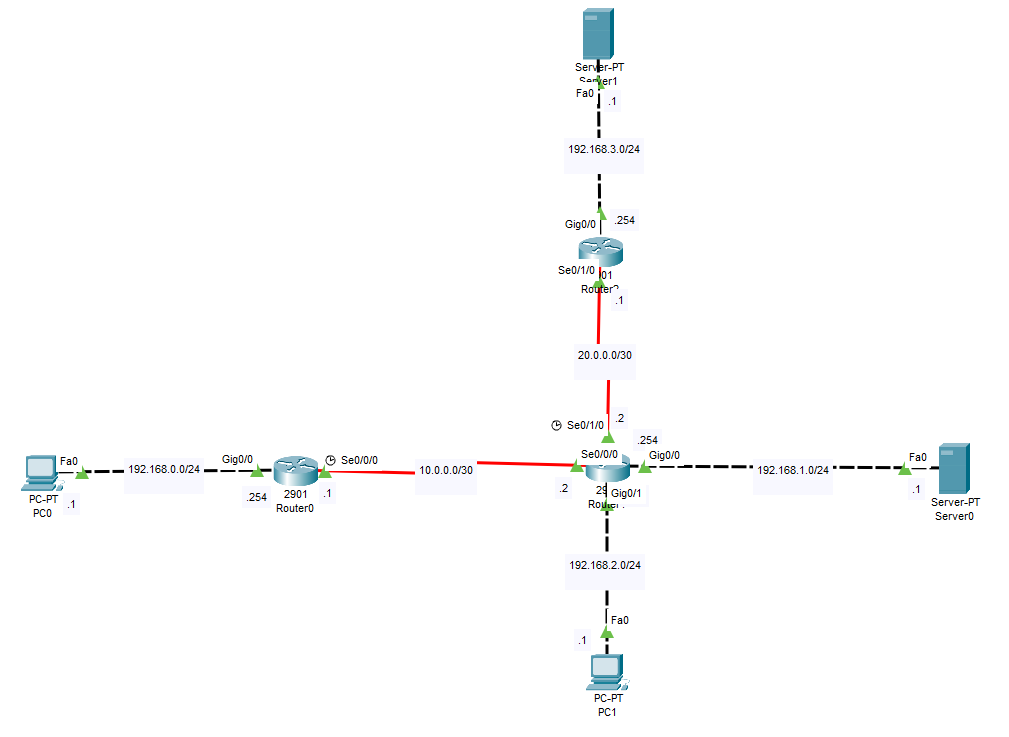 Server-PT
Server1
Fa0
.1
192.168.3.0/24
Gig0/0
.254
Se0/1/0
01
.1
20.0.0.0/30
.2
Se0/1/0
.254
Se0/0/0
Gig0/0
.2
Gig0/1
192.168.1.0/24
Fa0
.1
Server-PT
Server0
Fa0
.1
PC-PT
PC0
192.168.0.0/24
Gig0/0
.254
2901
Router0
Se0/0/0
.1
10.0.0.0/30
192.168.2.0/24
Fa0
.1
PC-PT
PC1